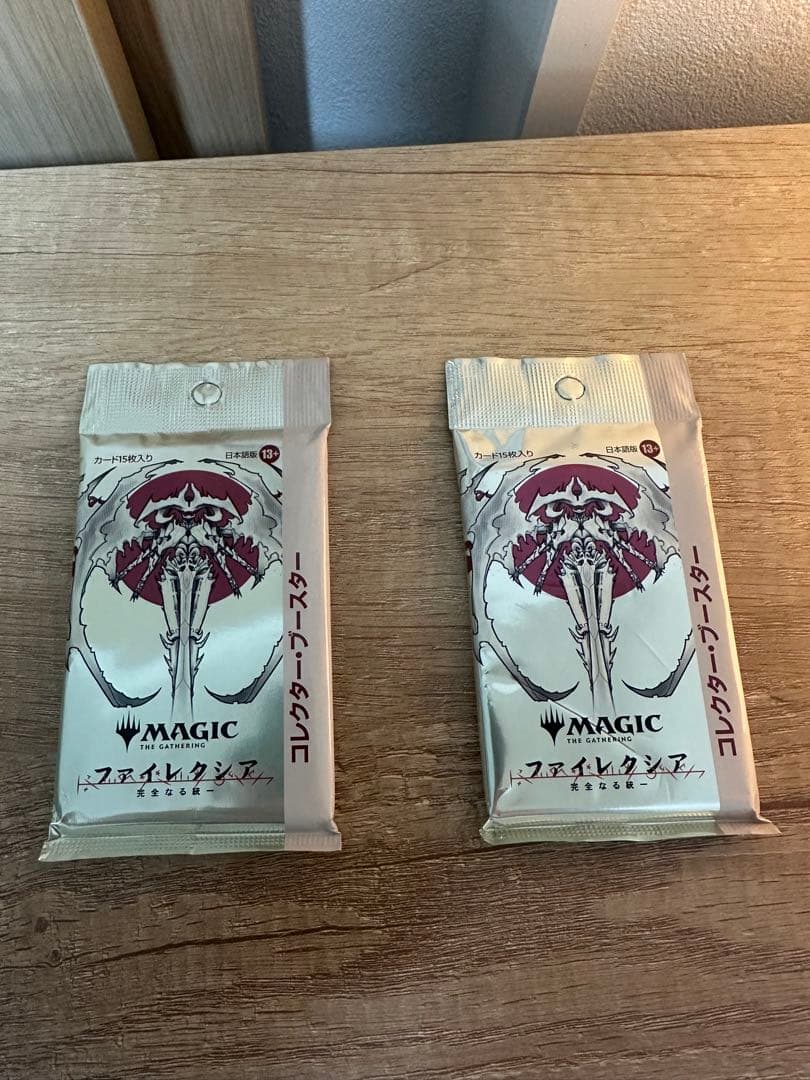 カード15枚入り
日本語版 13+
コレクター・ブースター
MAGIC
THE GATHERING
ファイレクシア
完全なる統一
カード15枚入り
日本語版 13+
コレクター・ブースター
MAGIC
THE GATHERING
ファイレクシア
完全なる統一